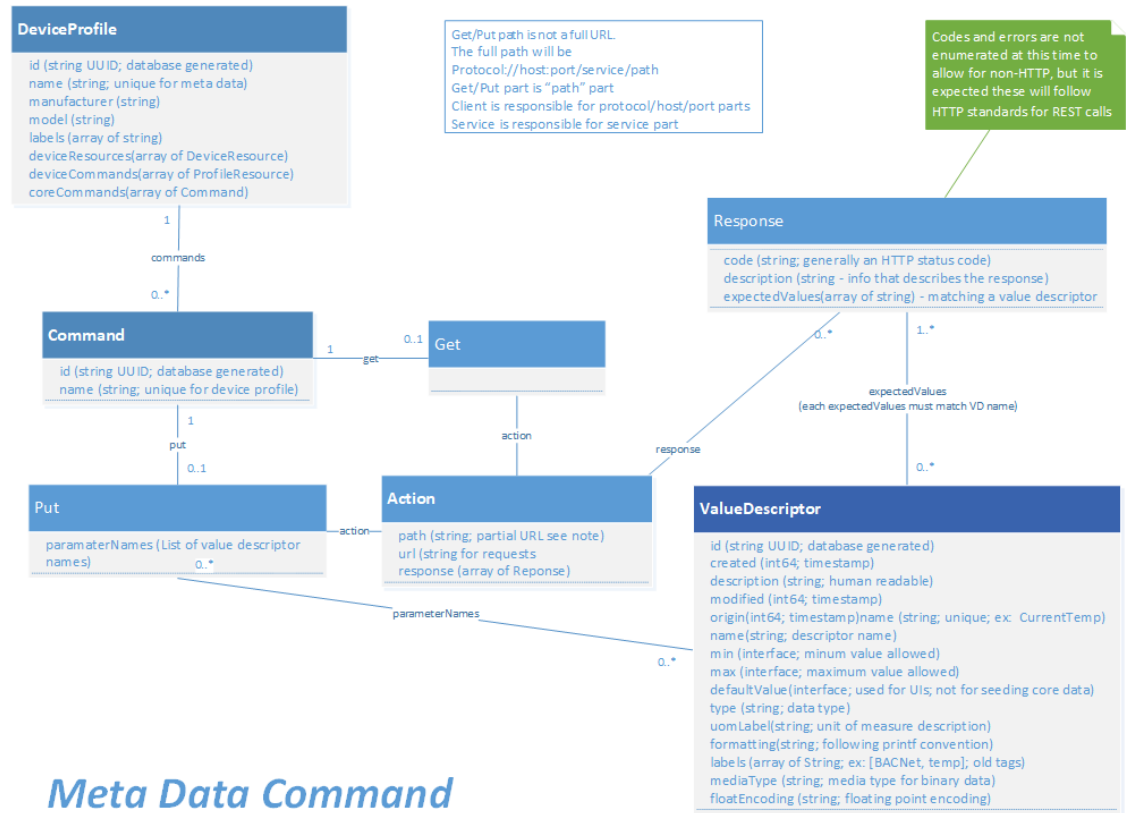 DeviceProfile
id (string UUID; database generated)
name (string; unique for meta data)
manufacturer (string)
model (string)
labels (array of string)
deviceResources(array of DeviceResource)
deviceCommands(array of ProfileResource)
coreCommands(array of Command)
Get/Put path is not a full URL.
The full path will be
Protocol://host:port/service/path
Get/Put part is “path” part
Client is responsible for protocol/host/port parts
Service is responsible for service part
Codes and errors are not
enumerated at this time to
allow for non-HTTP, but it is
expected these will follow
HTTP standards for REST calls
1
commands
0..*
Response
code (string; generally an HTTP status code)
description (string - info that describes the response)
expectedValues(array of string) - matching a value descriptor
Command
id (string UUID; database generated)
name (string; unique for device profile)
1
get
0..1
Get
0..*
1..*
expectedValues
(each expectedValues must match VD name)
0..*
1
put
0..1
action
response
Put
paramaterNames (List of value descriptor
names)
0..*
action
Action
path (string; partial URL see note)
url (string for requests
response (array of Reponse)
parameterNames
0..*
ValueDescriptor
id (string UUID; database generated)
created (int64; timestamp)
description (string; human readable)
modified (int64; timestamp)
origin(int64; timestamp)name (string; unique; ex: CurrentTemp)
name(string; descriptor name)
min (interface; minum value allowed)
max (interface; maximum value allowed)
defaultValue(interface; used for UIs; not for seeding core data)
type (string; data type)
uomLabel(string; unit of measure description)
formatting(string; following printf convention)
labels (array of String; ex: [BACNet, temp]; old tags)
mediaType (string; media type for binary data)
floatEncoding (string; floating point encoding)
Meta Data Command